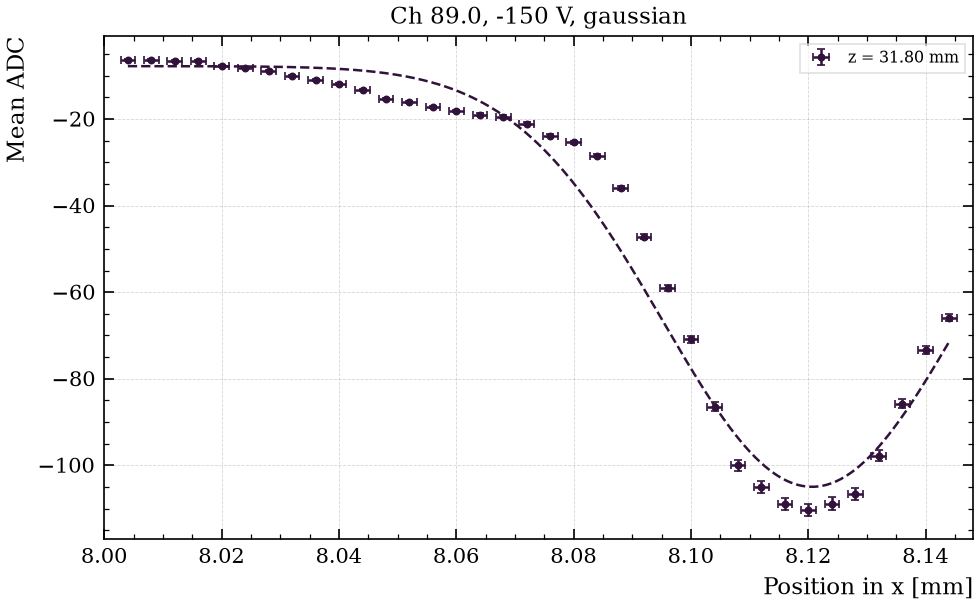 Ch 89.0, -150 V, gaussian
Mean ADC
z = 31.80 mm
−20
−40
−60
−80
−100
8.00 8.02 8.04 8.06 8.08 8.10 8.12 8.14
Position in x [mm]